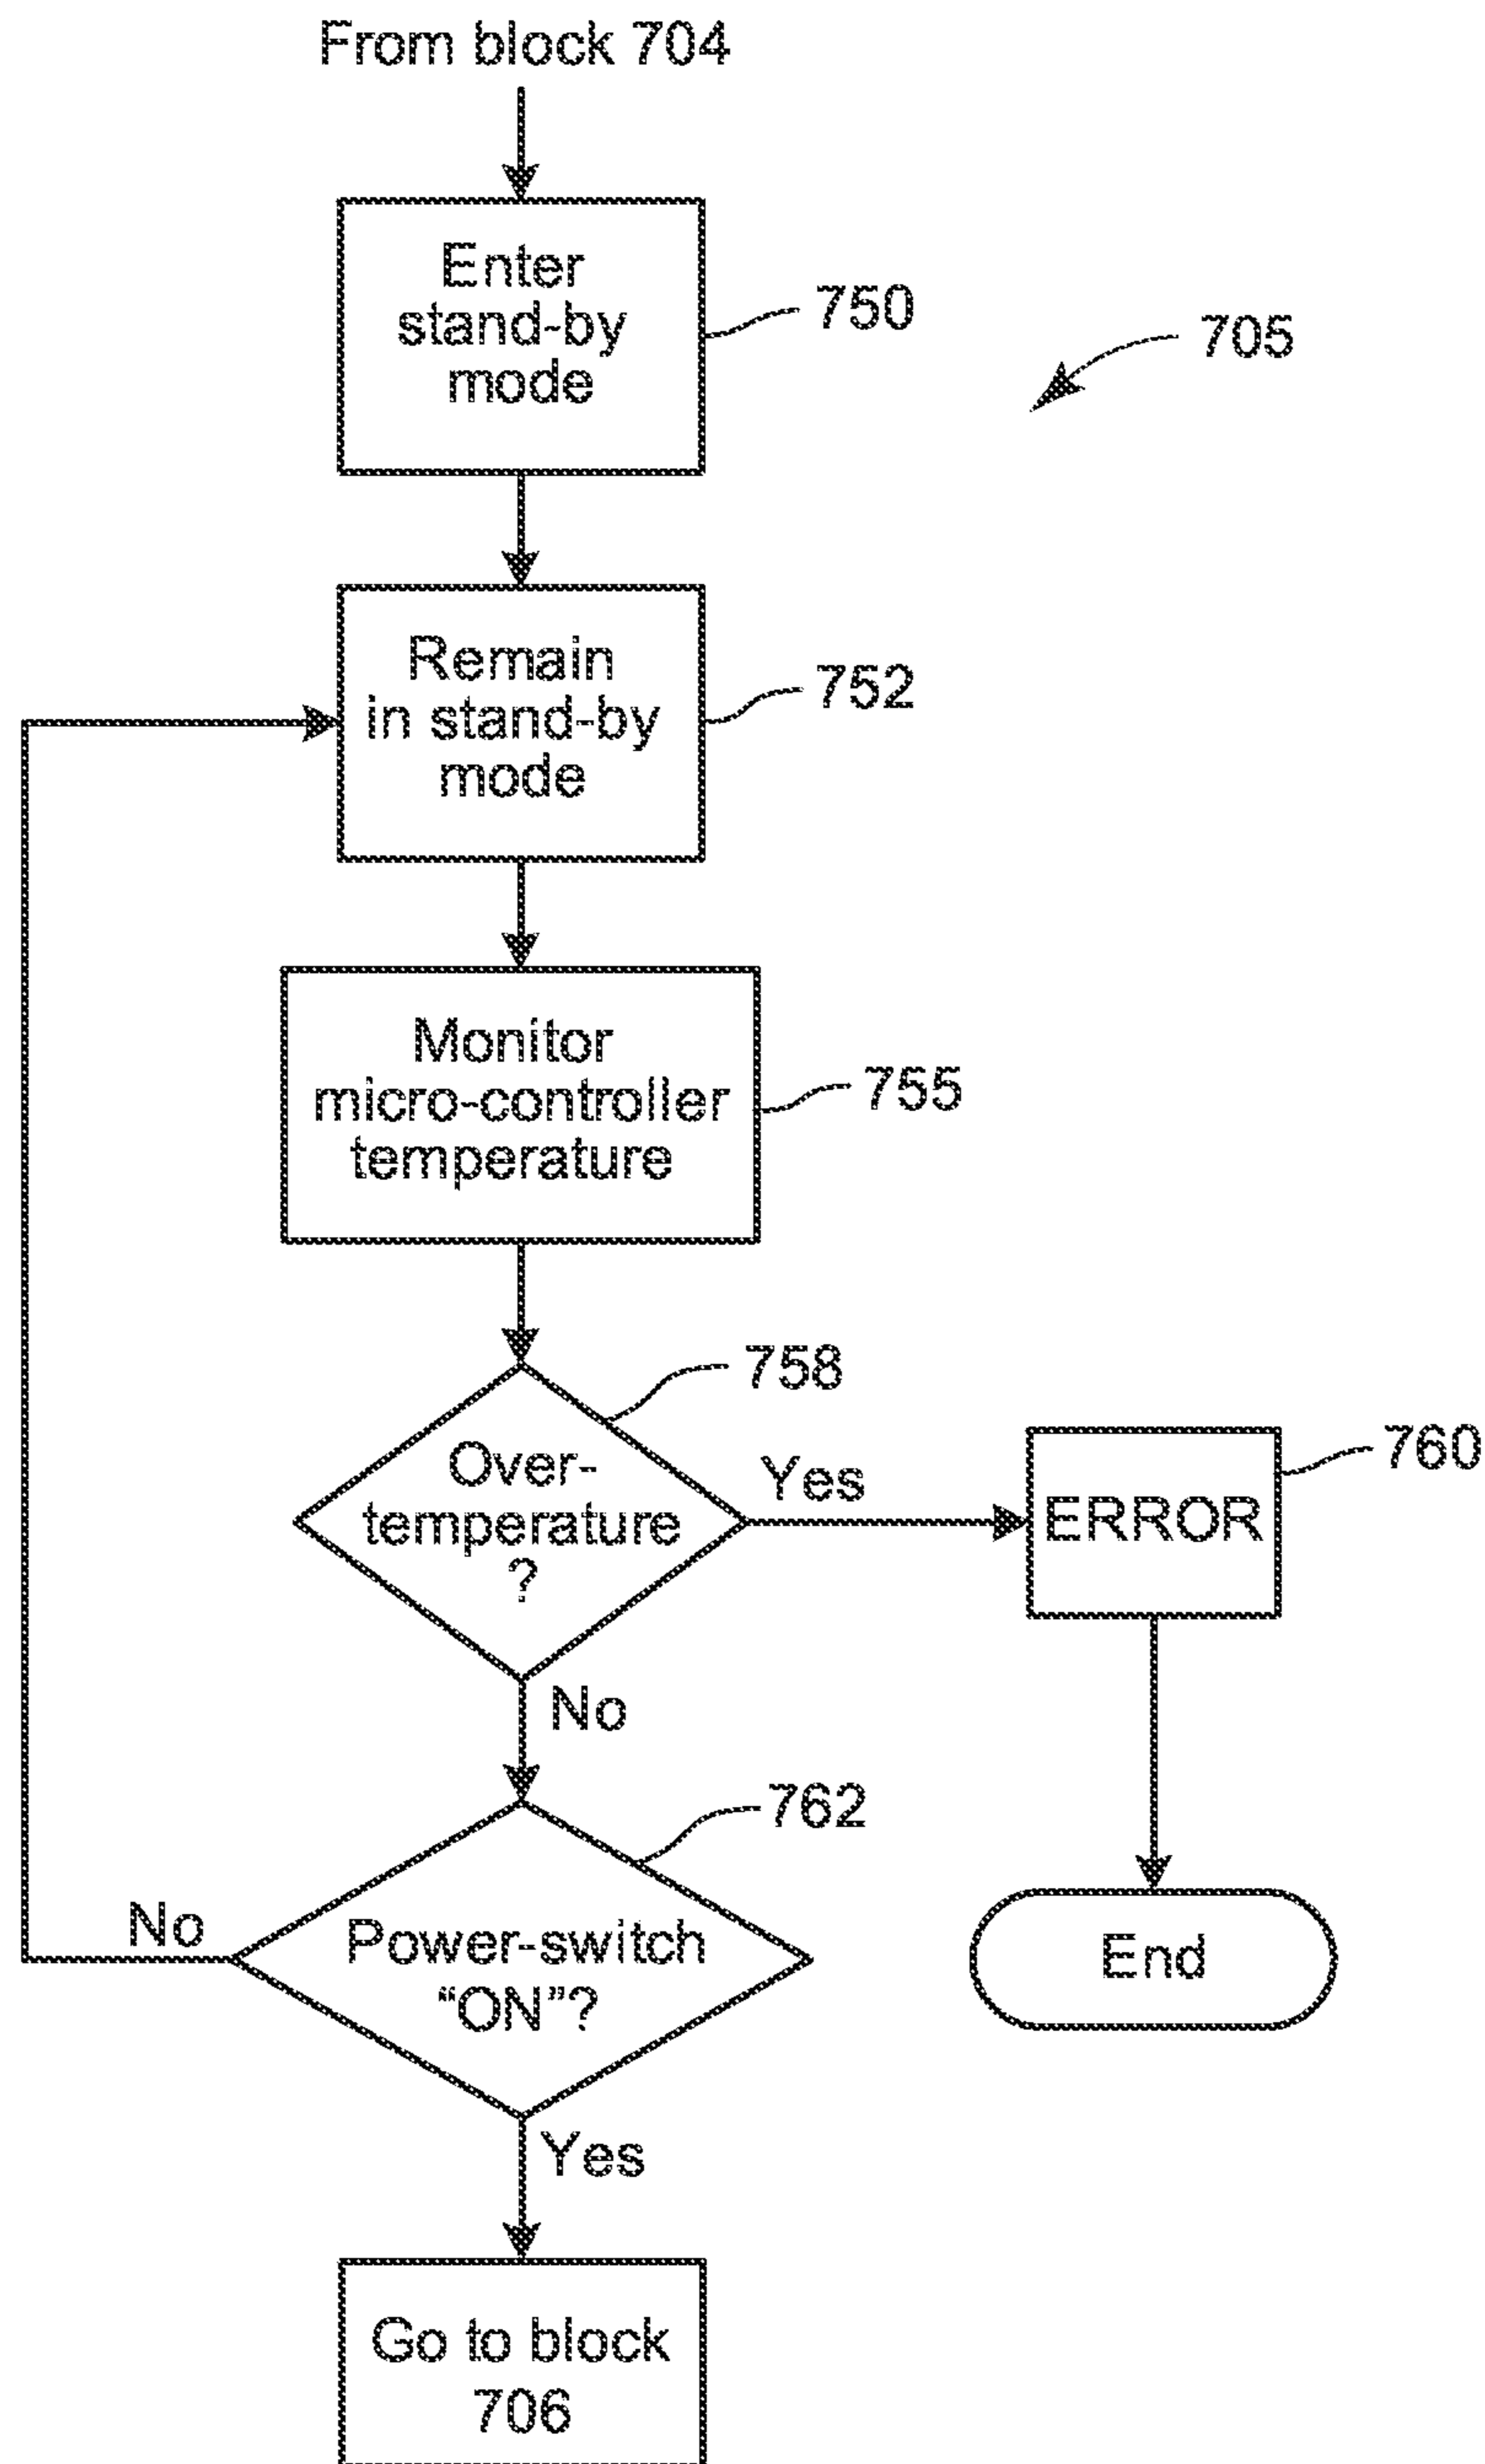 From block 704
Enter
stand-by
mode
750
705
Remain
in stand-by
mode
752
Monitor
micro-controller
temperature
755
758
Over-
temperature
?
Yes
760
ERROR
No
762
No
Power-switch
“ON”?
End
Yes
Go to block
706